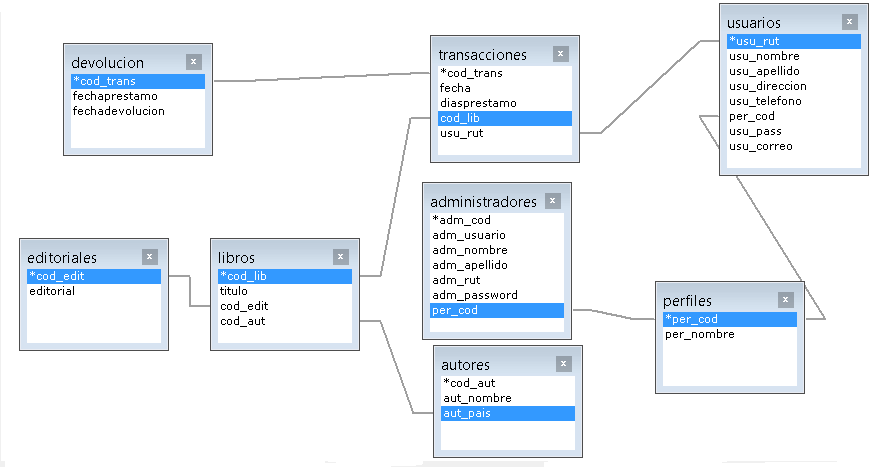 devolucion
x
*cod_trans
fechaprestamo
fechadevolucion
transacciones
x
*cod_trans
fecha
diasprestamo
cod_lib
usu_rut
usuarios
x
*usu_rut
usu_nombre
usu_apellido
usu_direccion
usu_telefono
per_cod
usu_pass
usu_correo
editoriales
x
*cod_edit
editorial
libros
x
*cod_lib
titulo
cod_edit
cod_aut
administradores
x
*adm_cod
adm_usuario
adm_nombre
adm_apellido
adm_rut
adm_password
per_cod
perfiles
x
*per_cod
per_nombre
autores
x
*cod_aut
aut_nombre
aut_pais